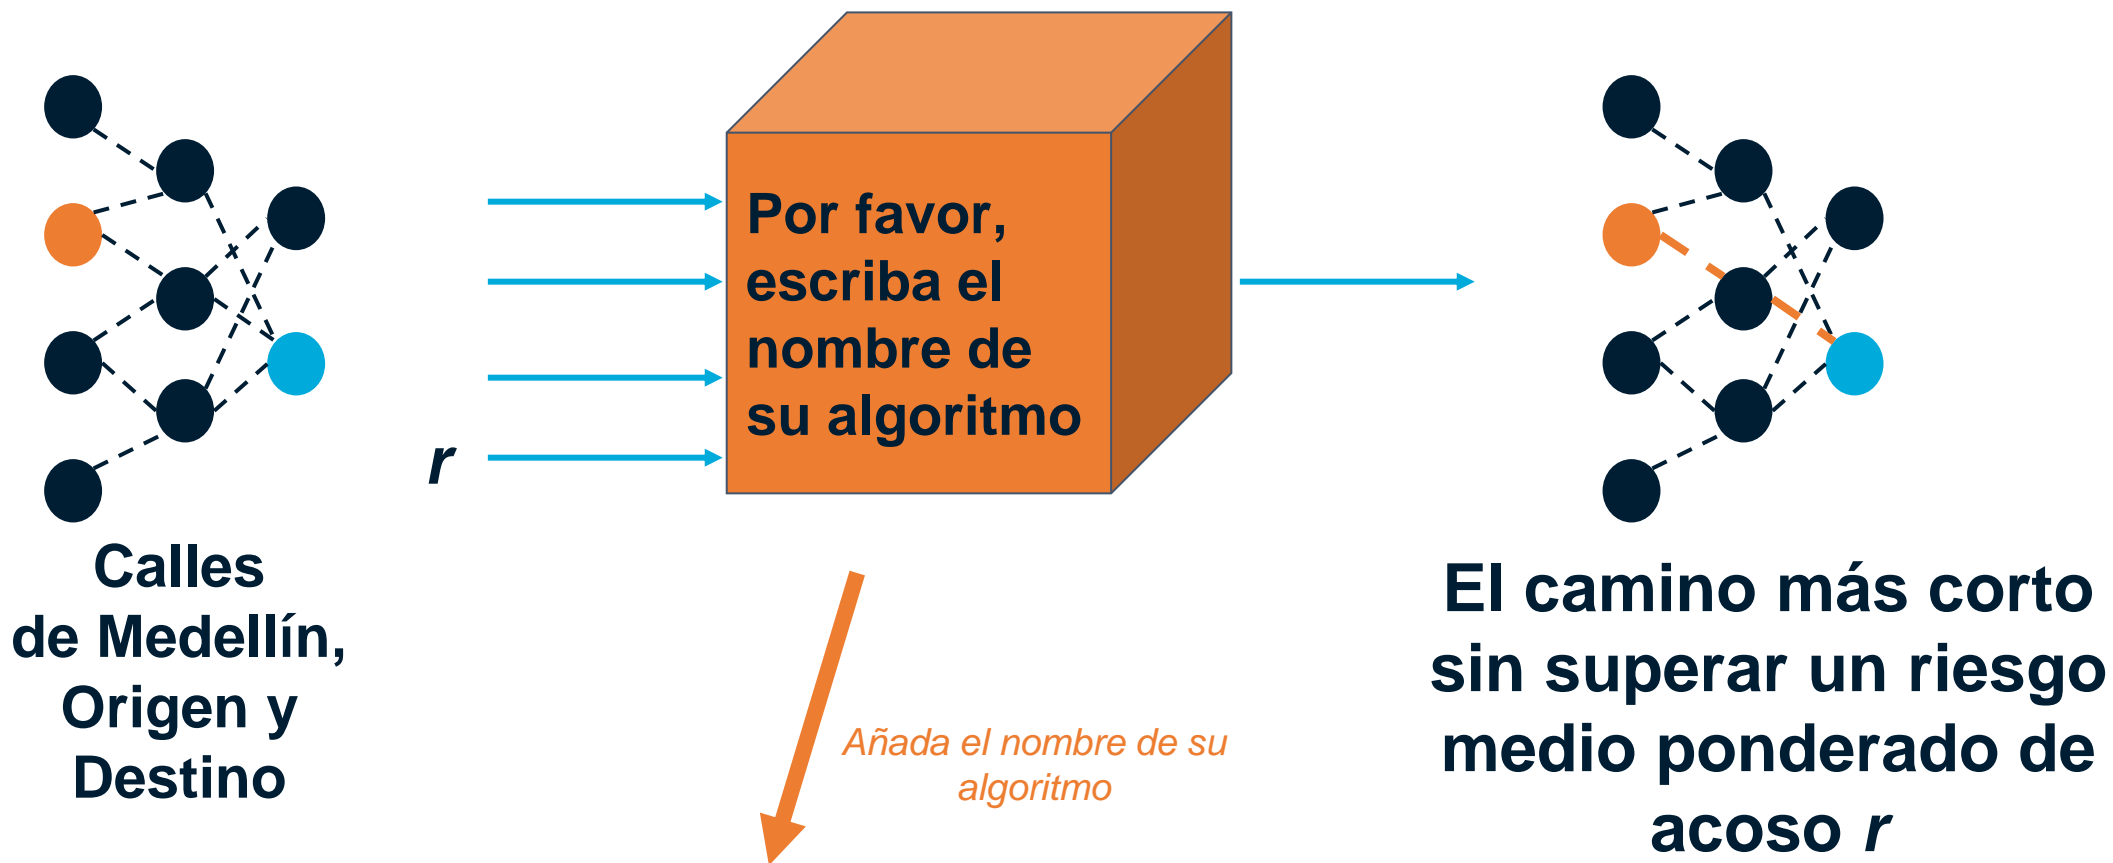 Calles
de Medellín,
Origen y
Destino
r
Por favor,
escriba el
nombre de
su algoritmo
Añada el nombre de su
algoritmo
El camino más corto
sin superar un riesgo
medio ponderado de
acoso r